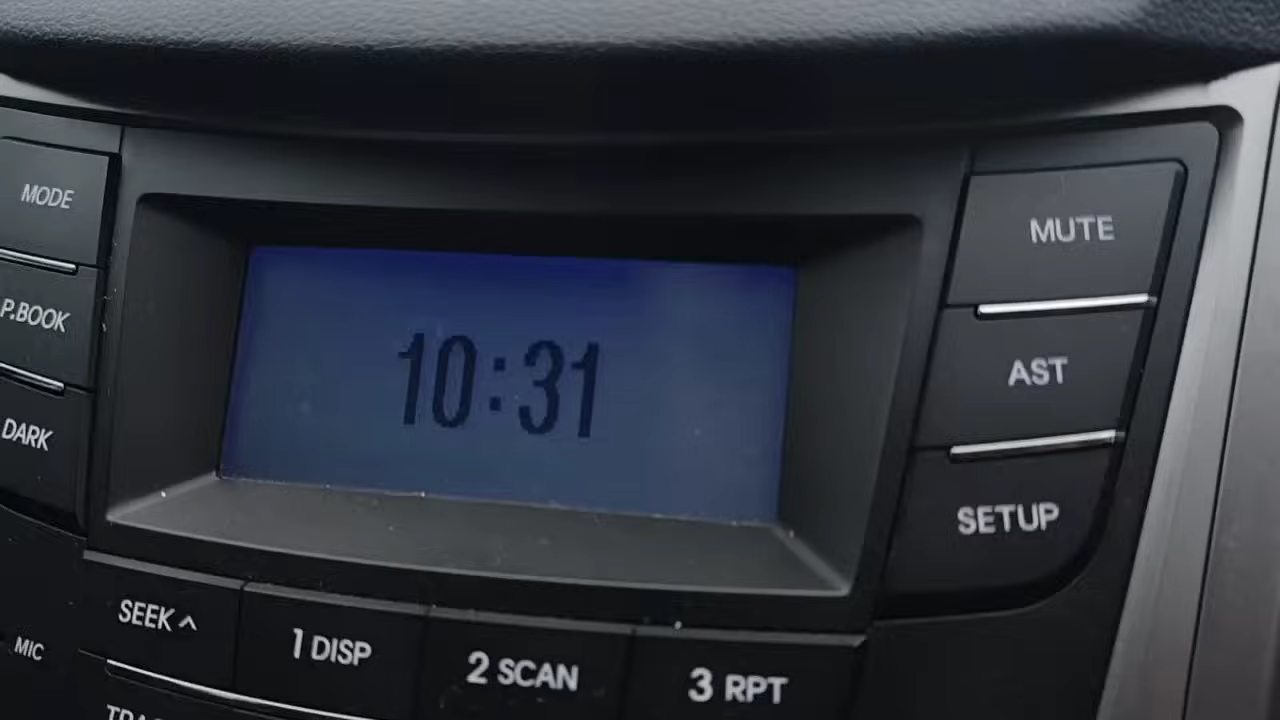 MODE
MUTE
P.BOOK
10:31
AST
DARK
SETUP
SEEK ^
1 DISP
2 SCAN
3 RPT
MIC